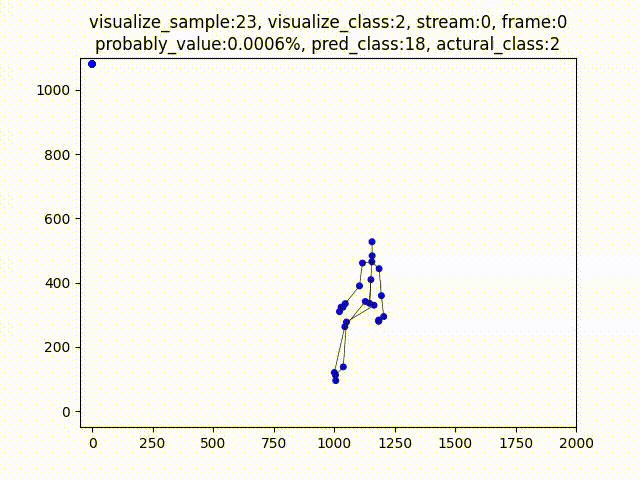 visualize_sample:23, visualize_class:2, stream:0, frame:0
probably_value:0.0006%, pred_class:18, actural_class:2
1000
800
600
400
200
0
0 250 500 750 1000 1250 1500 1750 2000